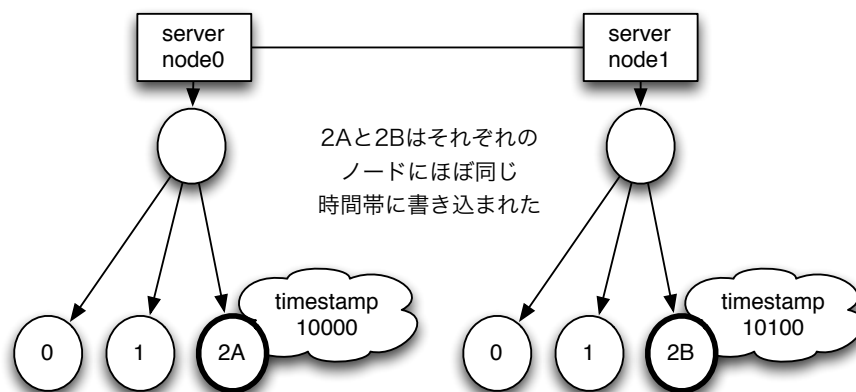 server
node0
server
node1
2Aと2Bはそれぞれの
ノードにほぼ同じ
時間帯に書き込まれた
timestamp
10000
timestamp
10100
0
1
2A
0
1
2B